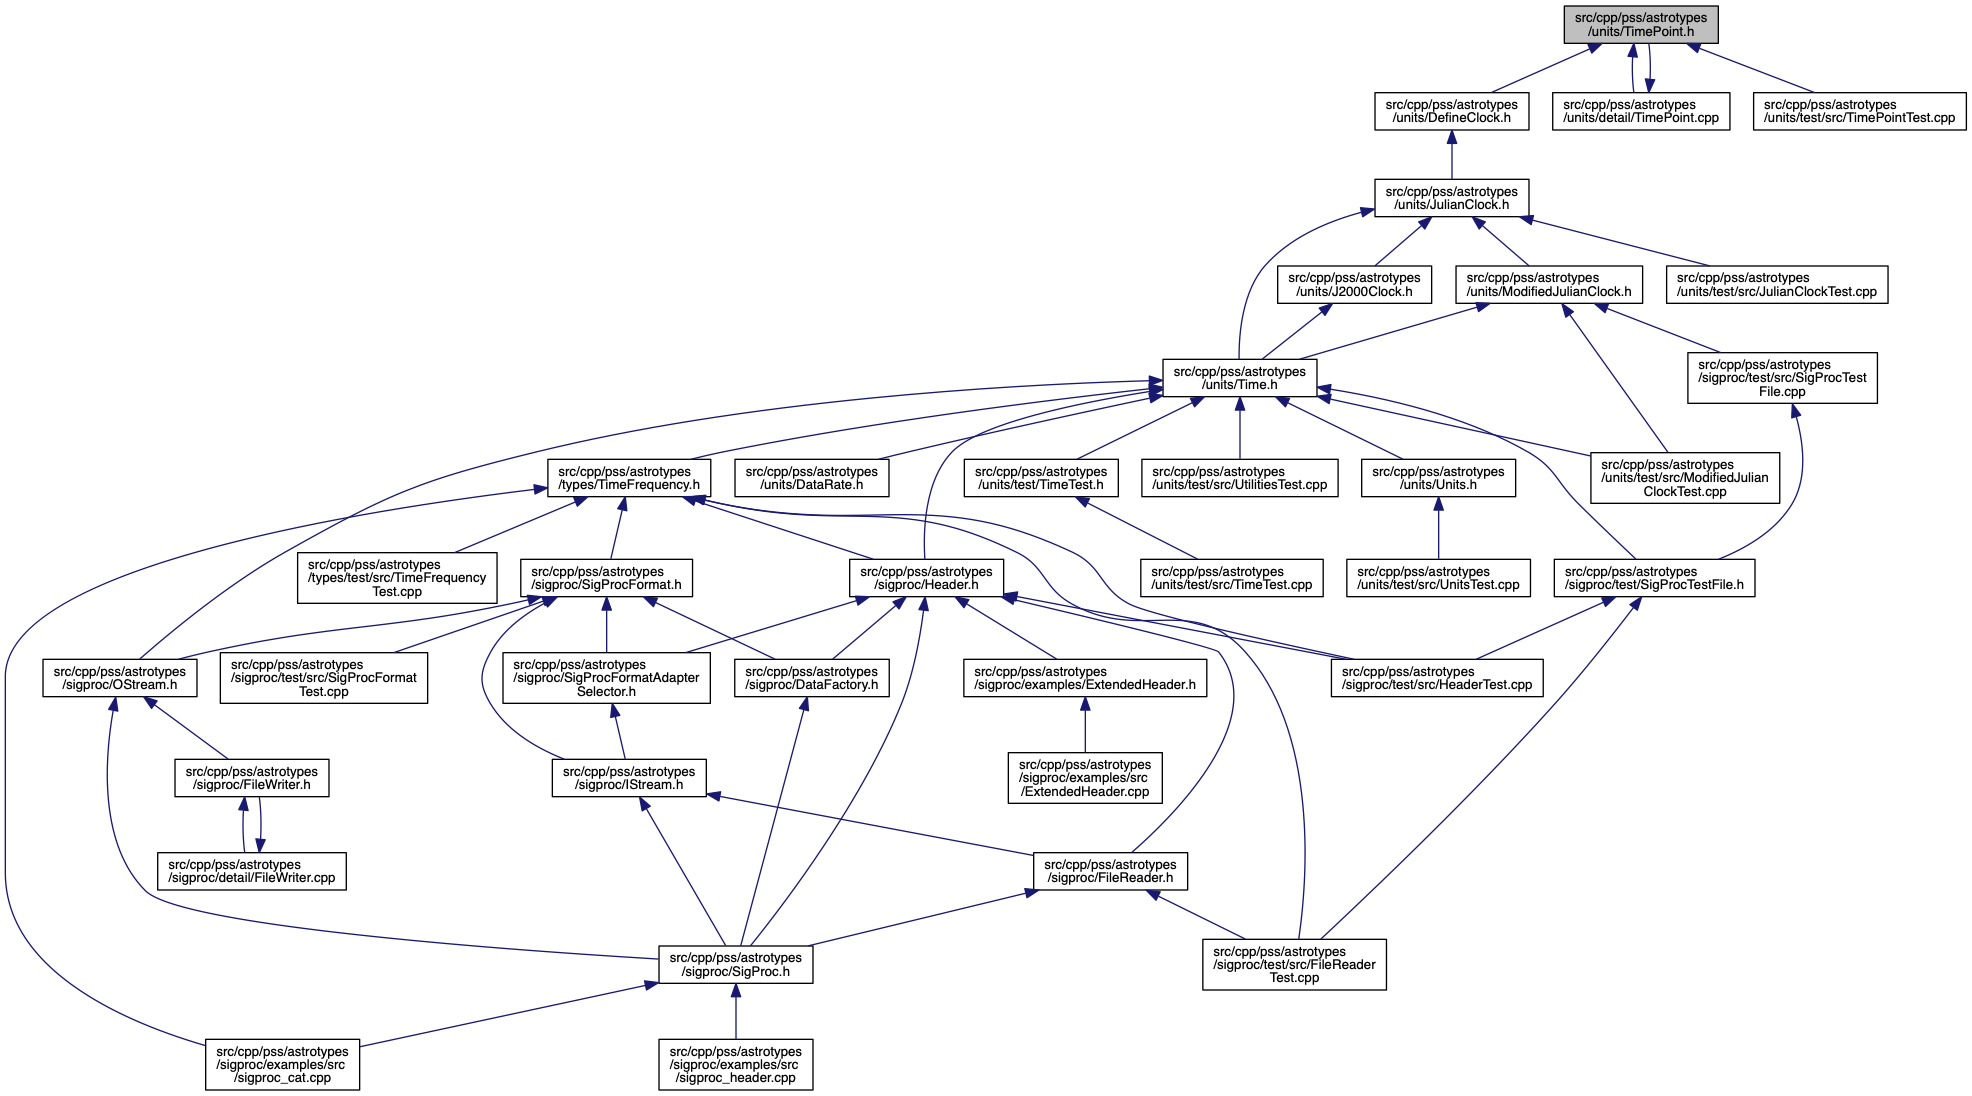 src/cpp/pss/astrotypes
/units/TimePoint.h
src/cpp/pss/astrotypes
/units/DefineClock.h
src/cpp/pss/astrotypes
/units/detail/TimePoint.cpp
src/cpp/pss/astrotypes
/units/test/src/TimePointTest.cpp
src/cpp/pss/astrotypes
/units/JulianClock.h
src/cpp/pss/astrotypes
/units/J2000Clock.h
src/cpp/pss/astrotypes
/units/ModifiedJulianClock.h
src/cpp/pss/astrotypes
/units/test/src/JulianClockTest.cpp
src/cpp/pss/astrotypes
/units/Time.h
src/cpp/pss/astrotypes
/sigproc/test/src/SigProcTest
File.cpp
src/cpp/pss/astrotypes
/types/TimeFrequency.h
src/cpp/pss/astrotypes
/units/DataRate.h
src/cpp/pss/astrotypes
/units/test/TimeTest.h
src/cpp/pss/astrotypes
/units/test/src/UtilitiesTest.cpp
src/cpp/pss/astrotypes
/units/Units.h
src/cpp/pss/astrotypes
/units/test/src/ModifiedJulian
ClockTest.cpp
src/cpp/pss/astrotypes
/types/test/src/TimeFrequency
Test.cpp
src/cpp/pss/astrotypes
/sigproc/SigProcFormat.h
src/cpp/pss/astrotypes
/sigproc/Header.h
src/cpp/pss/astrotypes
/units/test/src/TimeTest.cpp
src/cpp/pss/astrotypes
/units/test/src/UnitsTest.cpp
src/cpp/pss/astrotypes
/sigproc/test/SigProcTestFile.h
src/cpp/pss/astrotypes
/sigproc/OStream.h
src/cpp/pss/astrotypes
/sigproc/test/src/SigProcFormat
Test.cpp
src/cpp/pss/astrotypes
/sigproc/SigProcFormatAdapter
Selector.h
src/cpp/pss/astrotypes
/sigproc/DataFactory.h
src/cpp/pss/astrotypes
/sigproc/examples/ExtendedHeader.h
src/cpp/pss/astrotypes
/sigproc/test/src/HeaderTest.cpp
src/cpp/pss/astrotypes
/sigproc/FileWriter.h
src/cpp/pss/astrotypes
/sigproc/IStream.h
src/cpp/pss/astrotypes
/sigproc/examples/src
/ExtendedHeader.cpp
src/cpp/pss/astrotypes
/sigproc/detail/FileWriter.cpp
src/cpp/pss/astrotypes
/sigproc/FileReader.h
src/cpp/pss/astrotypes
/sigproc/SigProc.h
src/cpp/pss/astrotypes
/sigproc/test/src/FileReader
Test.cpp
src/cpp/pss/astrotypes
/sigproc/examples/src
/sigproc_cat.cpp
src/cpp/pss/astrotypes
/sigproc/examples/src
/sigproc_header.cpp